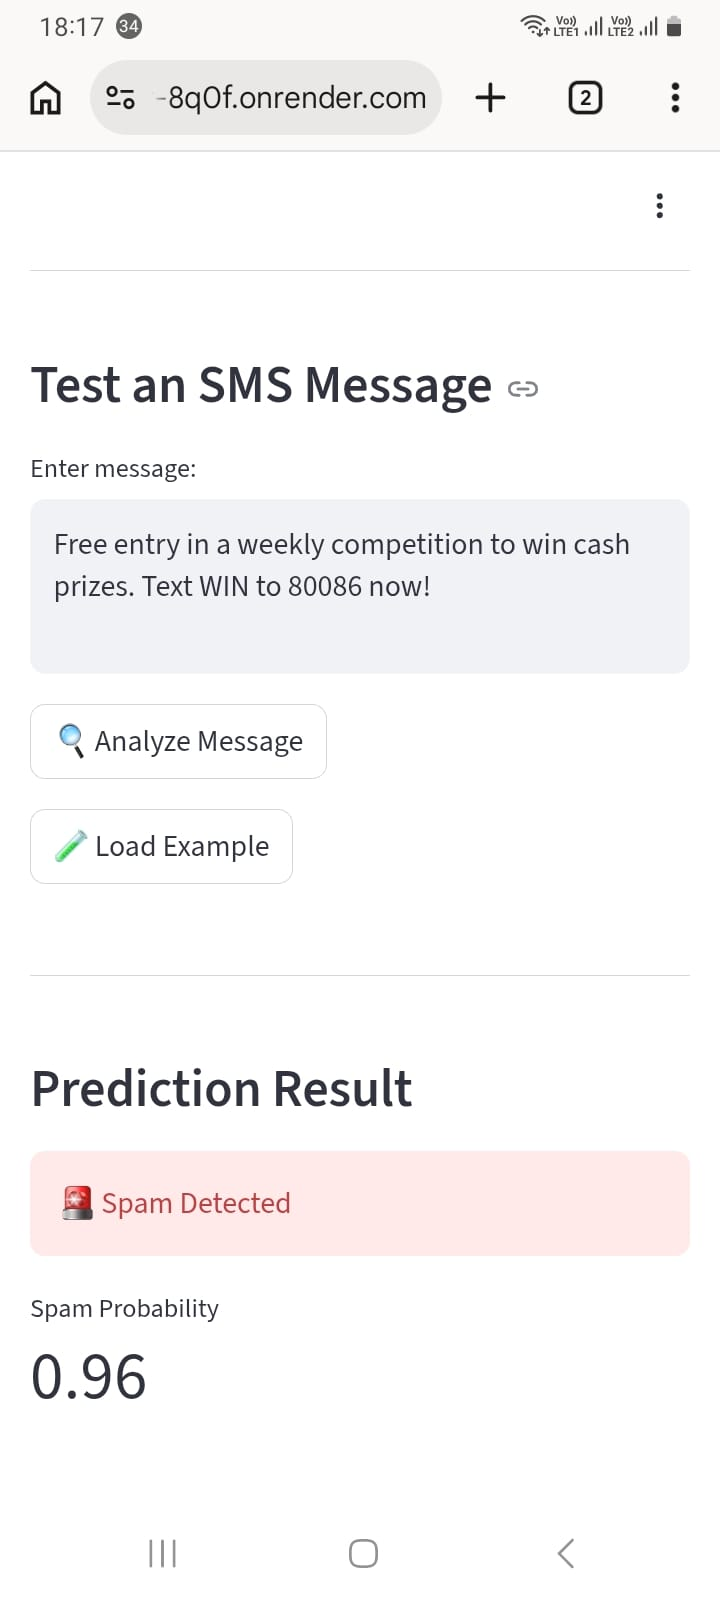 18:17 34
Vo)) LTE1 Vo)) LTE2
-8q0f.onrender.com 2
Test an SMS Message
Enter message:
Free entry in a weekly competition to win cash
prizes. Text WIN to 80086 now!
Analyze Message
Load Example
Prediction Result
Spam Detected
Spam Probability
0.96